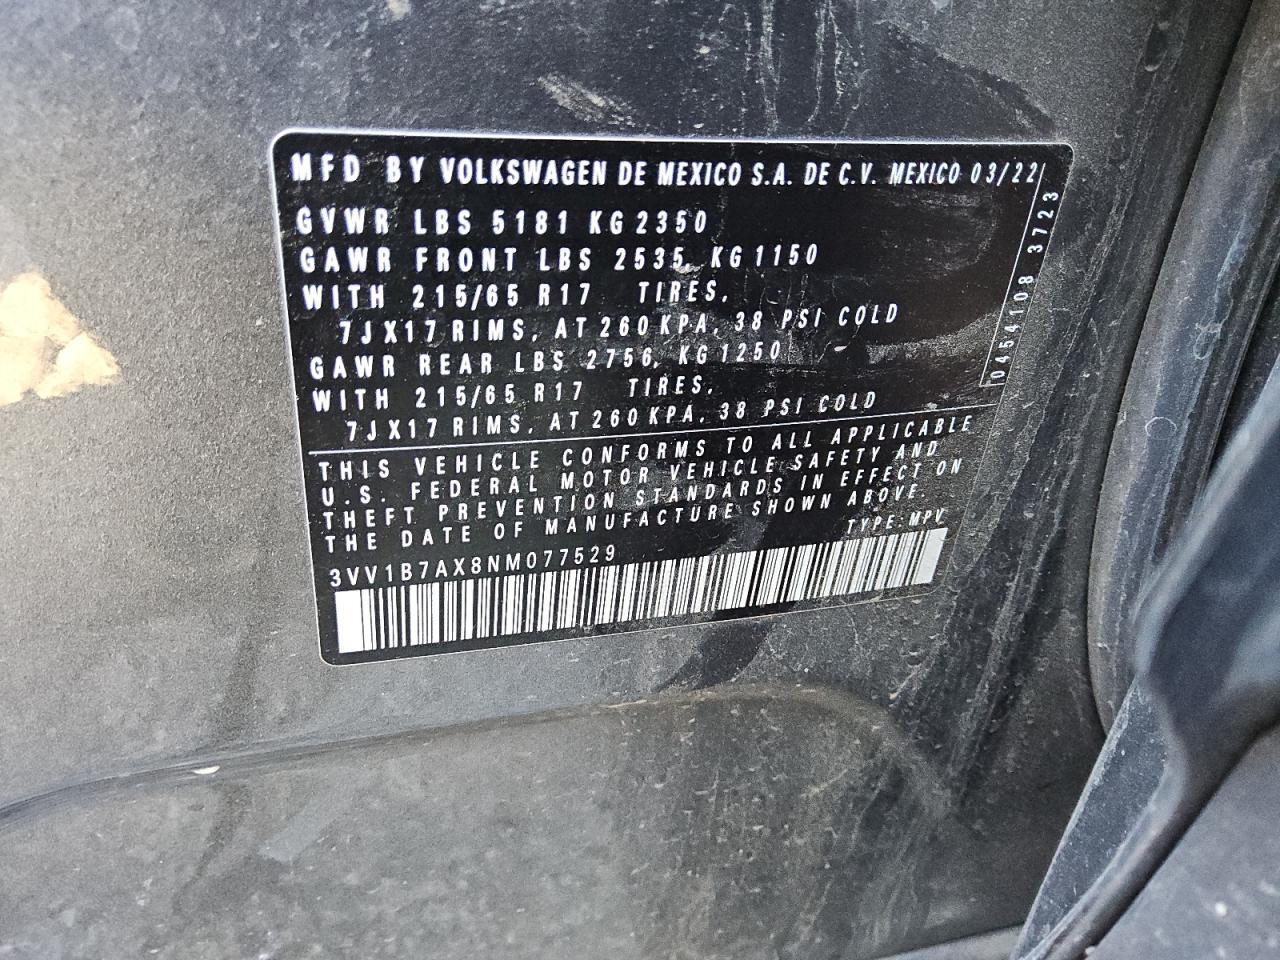 MFD BY VOLKSWAGEN DE MEXICO S.A. DE C.V. MEXICO 03/22
GVWR LBS 5181 KG 2350
GAWR FRONT LBS 2535, KG 1150
WITH 215/65 R17 TIRES,
7JX17 RIMS, AT 260 KPA, 38 PSI COLD
GAWR REAR LBS 2756, KG 1250
WITH 215/65 R17 TIRES,
7JX17 RIMS, AT 260 KPA, 38 PSI COLD
0454108 3723
THIS VEHICLE CONFORMS TO ALL APPLICABLE
U.S. FEDERAL MOTOR VEHICLE SAFETY AND
THEFT PREVENTION STANDARDS IN EFFECT ON
THE DATE OF MANUFACTURE SHOWN ABOVE.
TYPE: MPV
3VV1B7AX8NM077529